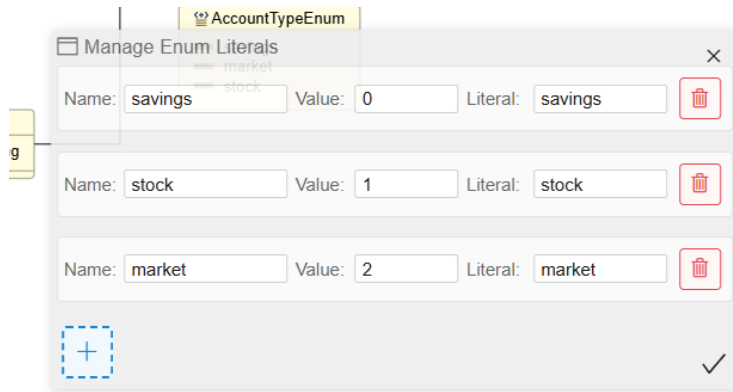 AccountTypeEnum
Manage Enum Literals
market
stock
Name: savings Value: 0 Literal: savings
g
Name: stock Value: 1 Literal: stock
Name: market Value: 2 Literal: market